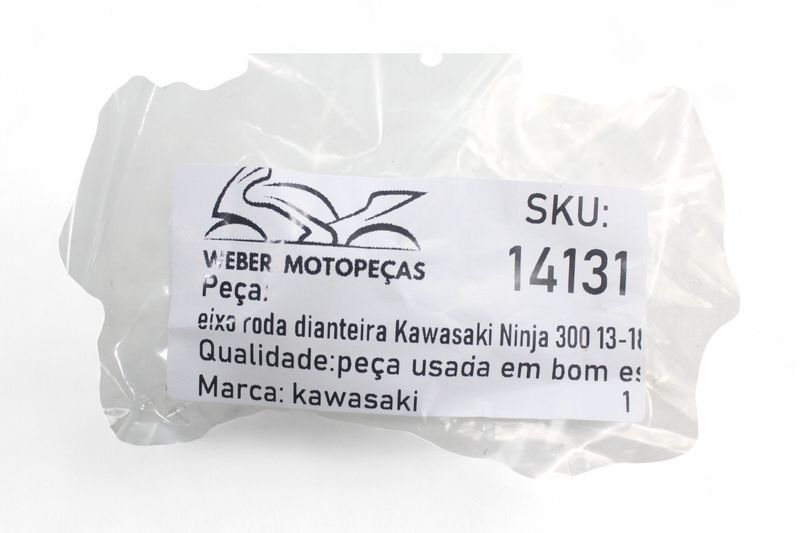 WEBER MOTOPEÇAS
SKU:
14131
Peça:
eixo roda dianteira Kawasaki Ninja 300 13-18
Qualidade:peça usada em bom es
Marca: kawasaki
1